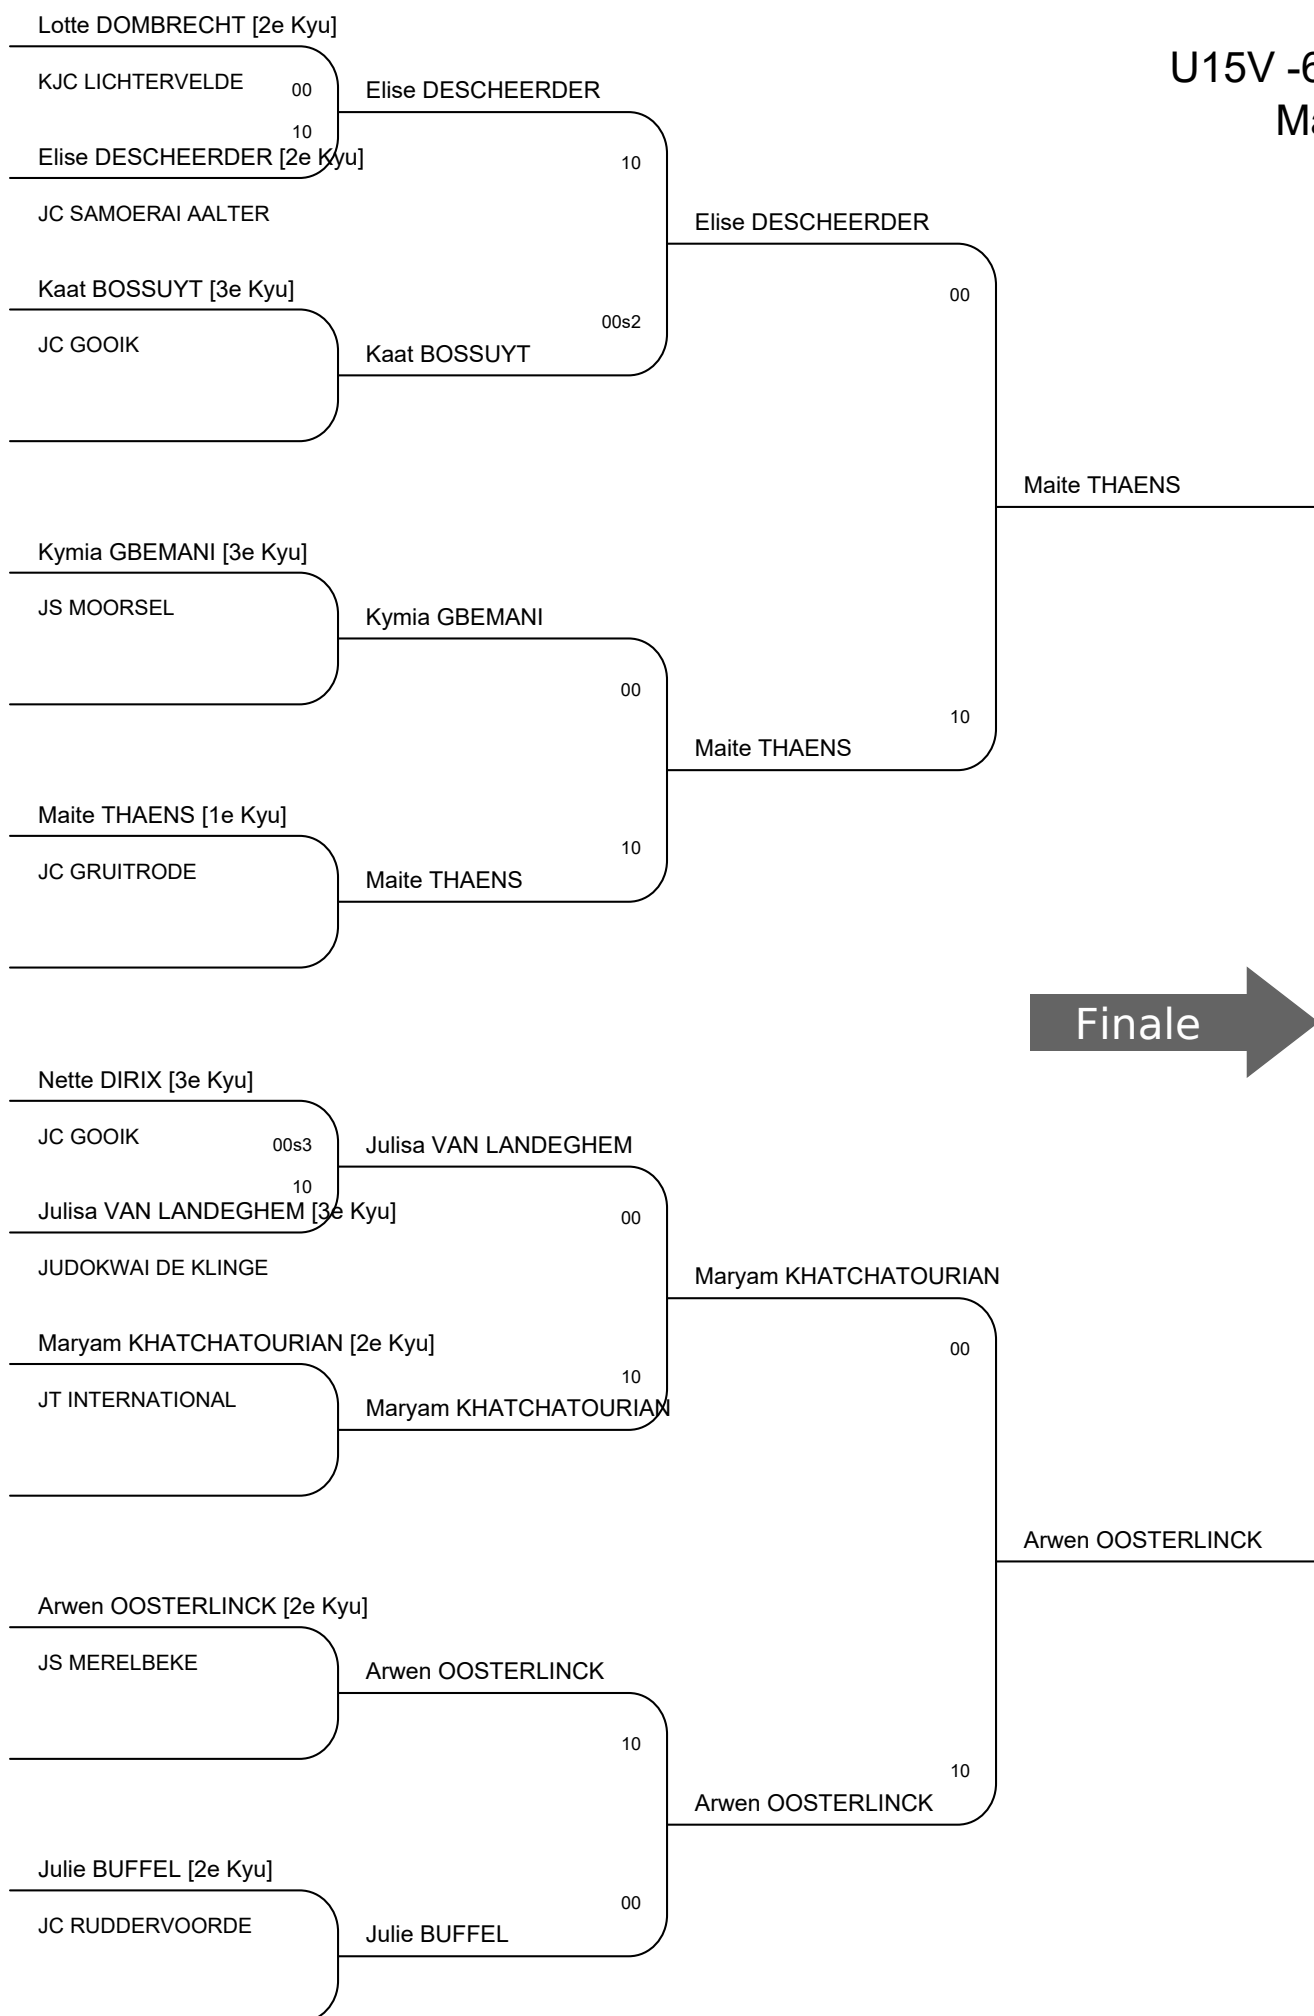 Lotte DOMBRECHT [2e Kyu]
KJC LICHTERVELDE
00
10
Elise DESCHEERDER [2e Kyu]
JC SAMOERAI AALTER
Kaat BOSSUYT [3e Kyu]
JC GOOIK
Kymia GBEMANI [3e Kyu]
JS MOORSEL
Maite THAENS [1e Kyu]
JC GRUITRODE
Nette DIRIX [3e Kyu]
JC GOOIK
00s3
10
Julisa VAN LANDEGHEM [3e Kyu]
JUDOKWAI DE KLINGE
Maryam KHATCHATOURIAN [2e Kyu]
JT INTERNATIONAL
Arwen OOSTERLINCK [2e Kyu]
JS MERELBEKE
Julie BUFFEL [2e Kyu]
JC RUDDERVOORDE
Elise DESCHEERDER
10
00s2
Kaat BOSSUYT
Kymia GBEMANI
00
10
Maite THAENS
Julisa VAN LANDEGHEM
00
10
Maryam KHATCHATOURIAN
Arwen OOSTERLINCK
10
00
Julie BUFFEL
Elise DESCHEERDER
00
10
Maite THAENS
Maryam KHATCHATOURIAN
00
10
Arwen OOSTERLINCK
U15V -6
Ma
Maite THAENS
Finale
Arwen OOSTERLINCK